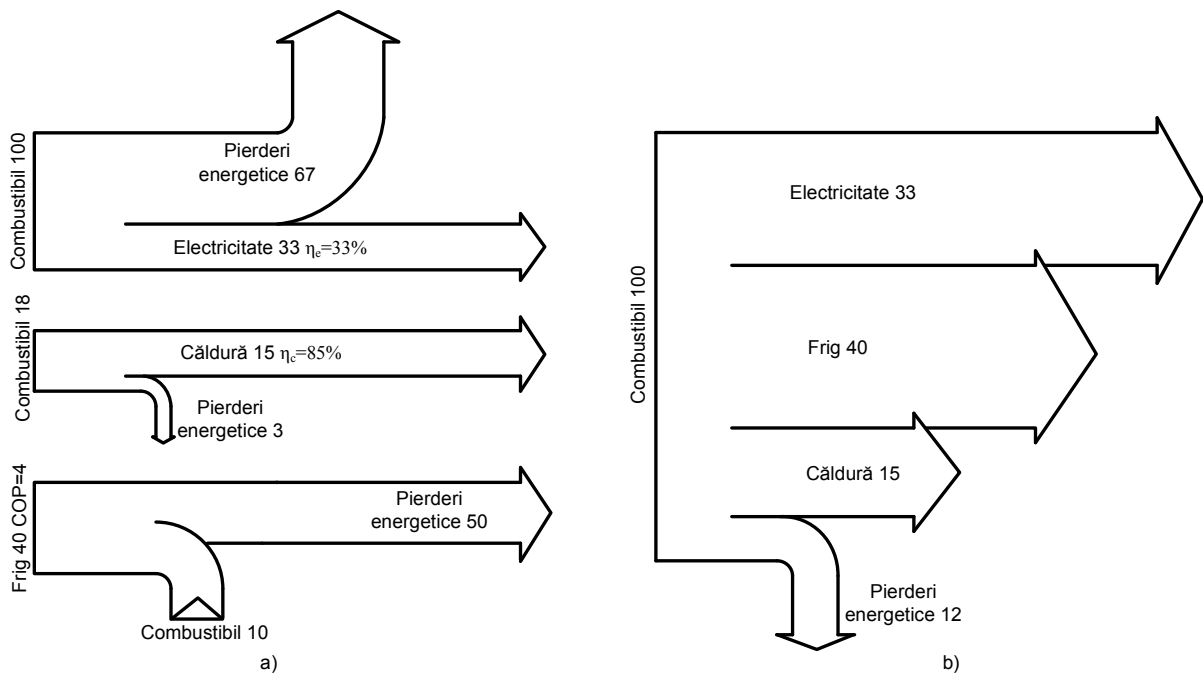 Combustibil 100
Pierderi
energetice 67
Electricitate 33 ηe=33%
Combustibil 18
Căldură 15 ηc=85%
Pierderi
energetice 3
Frig 40 COP=4
Pierderi
energetice 50
Combustibil 10
a)
Combustibil 100
Electricitate 33
Frig 40
Căldură 15
Pierderi
energetice 12
b)